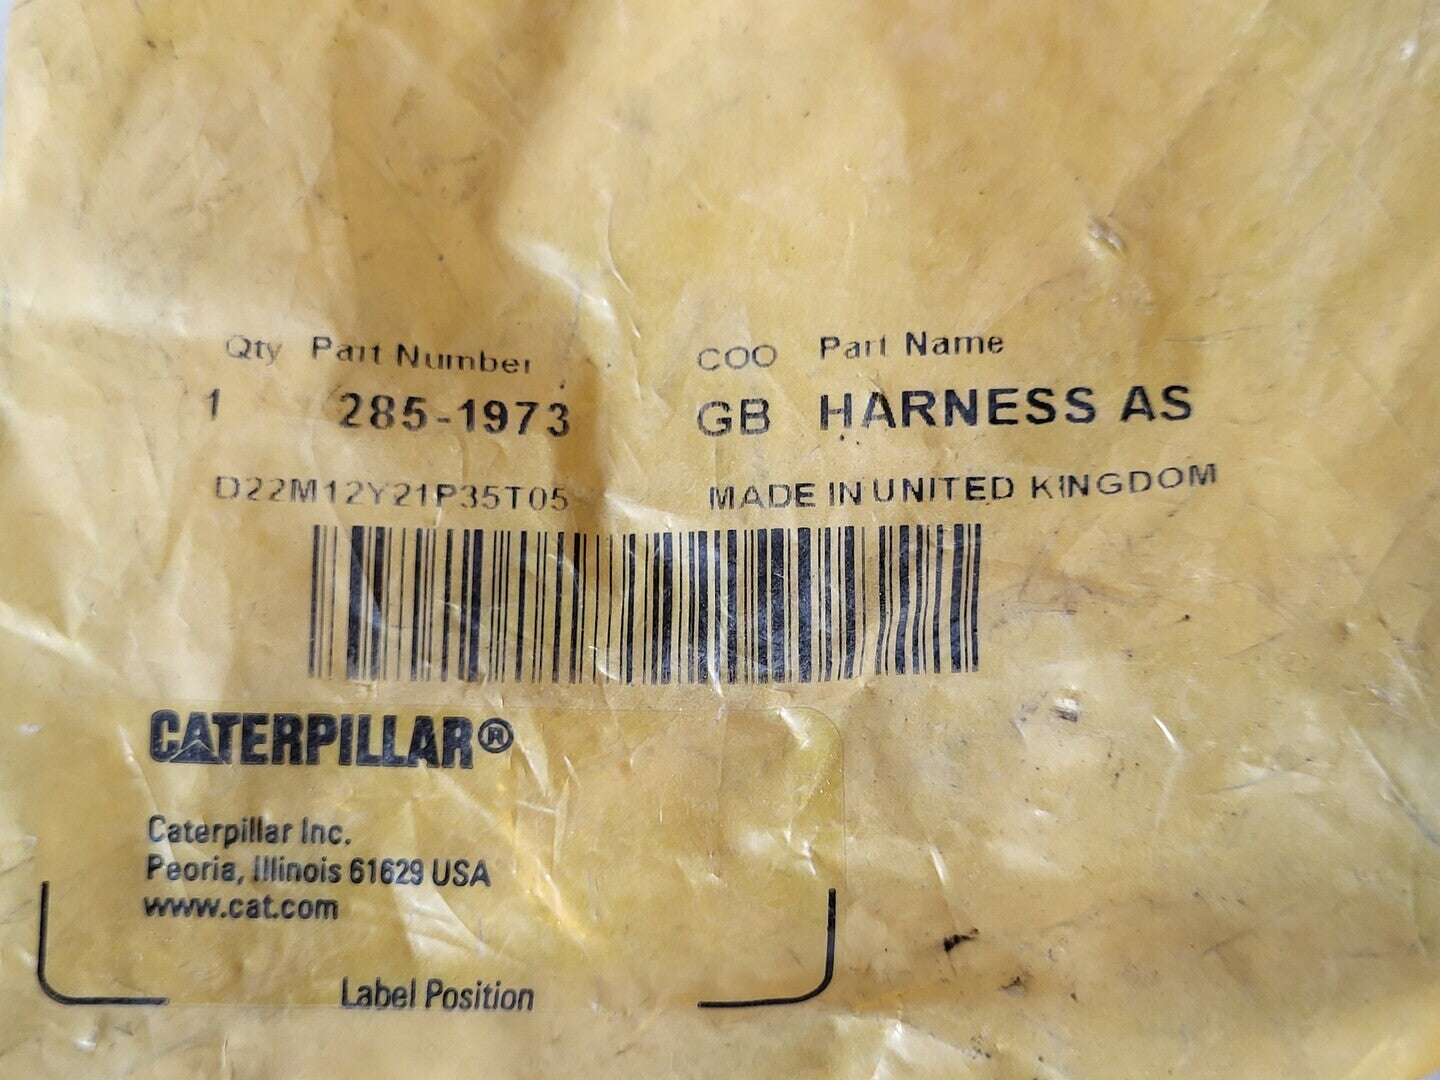 Qty Part Number COO Part Name
1 285-1973 GB HARNESS AS
D22M12Y21P35T05 MADE IN UNITED KINGDOM
CATERPILLAR®
Caterpillar Inc.
Peoria, Illinois 61629 USA
www.cat.com
Label Position